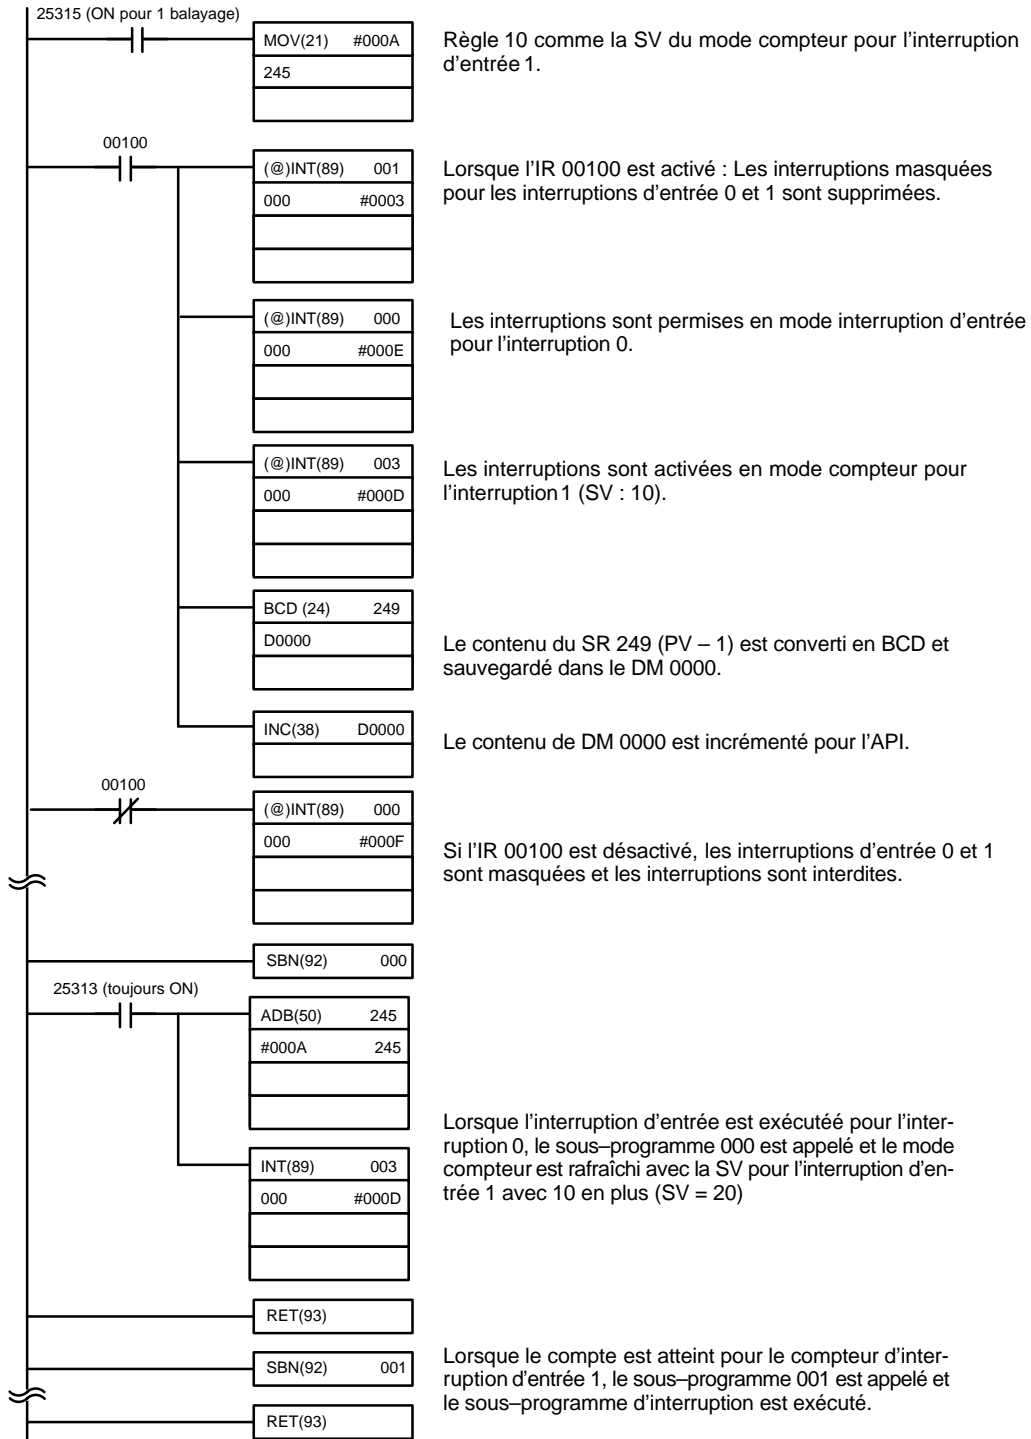 25315 (ON pour 1 balayage)
MOV(21) #000A
245
Règle 10 comme la SV du mode compteur pour l'interruption
d'entrée 1.
00100
(@)INT(89) 001
000 #0003
Lorsque l'IR 00100 est activé : Les interruptions masquées
pour les interruptions d'entrée 0 et 1 sont supprimées.
(@)INT(89) 000
000 #000E
Les interruptions sont permises en mode interruption d'entrée
pour l'interruption 0.
(@)INT(89) 003
000 #000D
Les interruptions sont activées en mode compteur pour
l'interruption 1 (SV : 10).
BCD (24) 249
D0000
Le contenu du SR 249 (PV – 1) est converti en BCD et
sauvegardé dans le DM 0000.
INC(38) D0000
Le contenu de DM 0000 est incrémenté pour l'API.
00100
(@)INT(89) 000
000 #000F
Si l'IR 00100 est désactivé, les interruptions d'entrée 0 et 1
sont masquées et les interruptions sont interdites.
SBN(92) 000
25313 (toujours ON)
ADB(50) 245
#000A 245
INT(89) 003
000 #000D
Lorsque l'interruption d'entrée est exécutéé pour l'inter-
ruption 0, le sous–programme 000 est appelé et le mode
compteur est rafraîchi avec la SV pour l'interruption d'en-
trée 1 avec 10 en plus (SV = 20)
RET(93)
SBN(92) 001
Lorsque le compte est atteint pour le compteur d'inter-
ruption d'entrée 1, le sous–programme 001 est appelé et
le sous–programme d'interruption est exécuté.
RET(93)